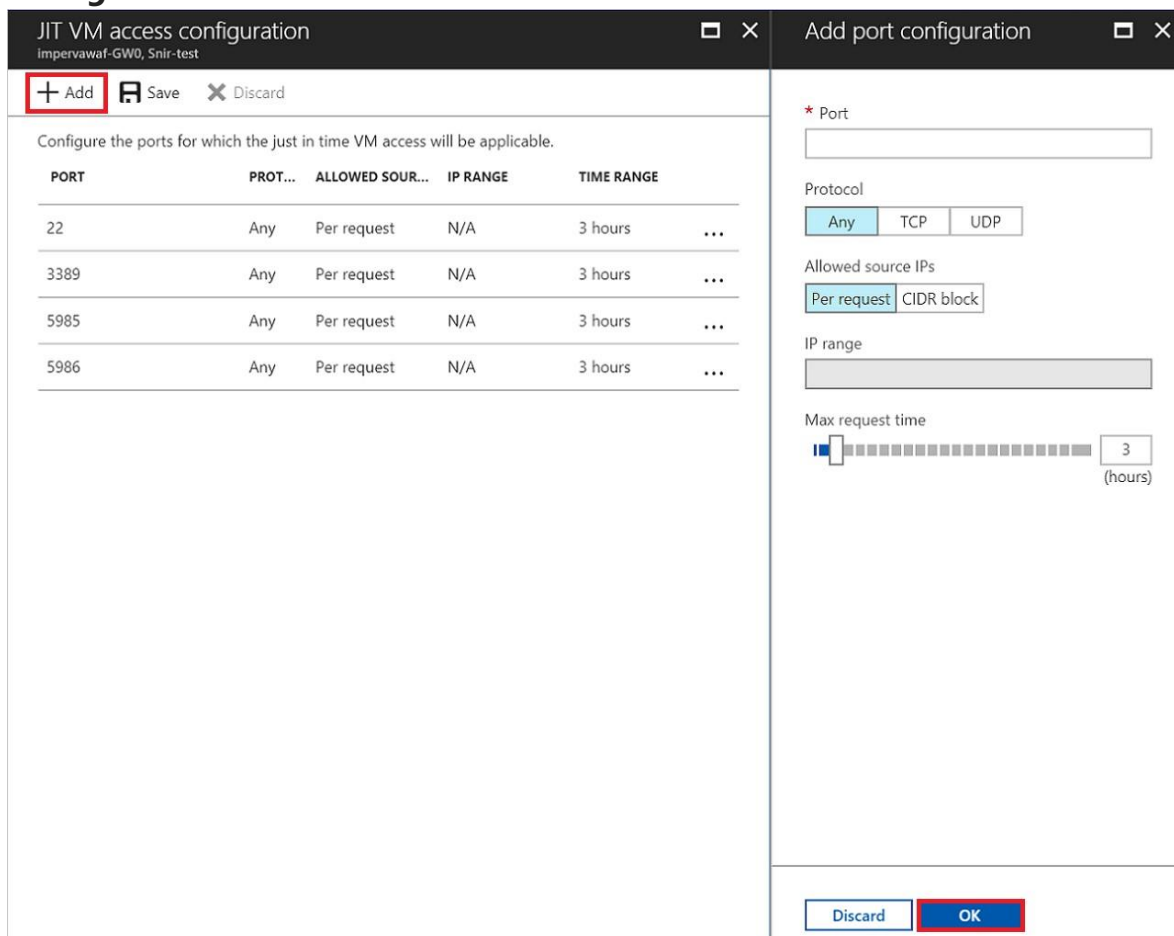 JIT VM access configuration
impervawaf-GW0, Snir-test
Add Save Discard
Configure the ports for which the just in time VM access will be applicable.
PORT PROT... ALLOWED SOUR... IP RANGE TIME RANGE
22 Any Per request N/A 3 hours ...
3389 Any Per request N/A 3 hours ...
5985 Any Per request N/A 3 hours ...
5986 Any Per request N/A 3 hours ...
Add port configuration
* Port
Protocol
Any TCP UDP
Allowed source IPs
Per request CIDR block
IP range
Max request time
3
(hours)
Discard OK